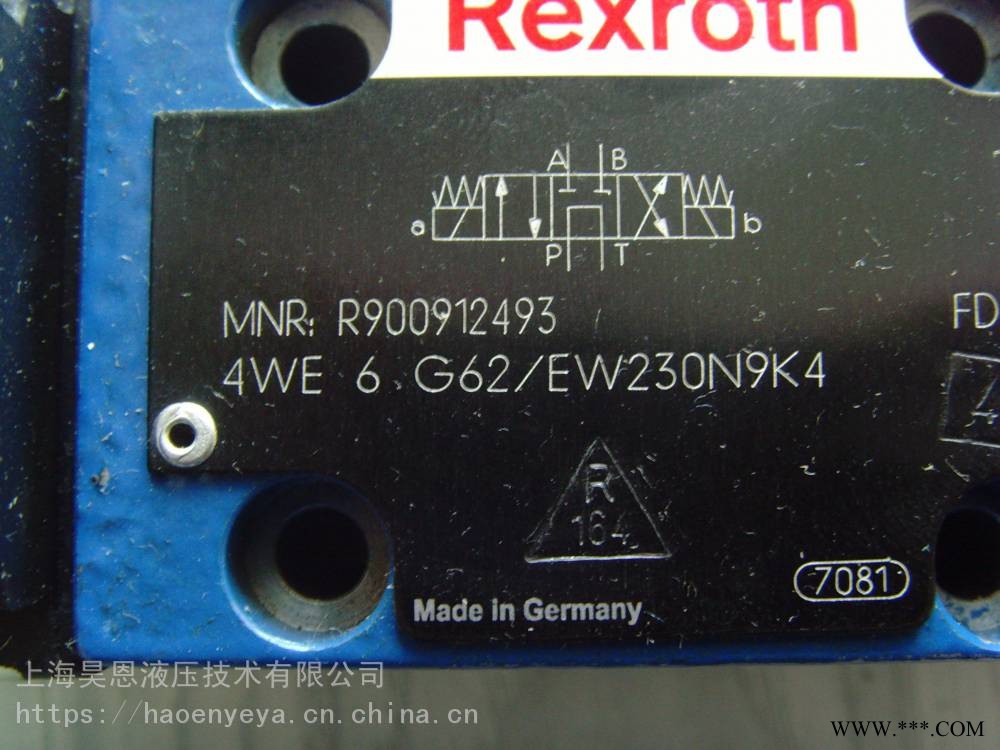 Rexroth
A B
a b
P T
MNR: R900912493
FD
4WE 6 G62/EW230N9K4
R
164
7081
Made in Germany
上海昊恩液压技术有限公司
https://haoenyeya.cn.china.cn
WWW.***.COM